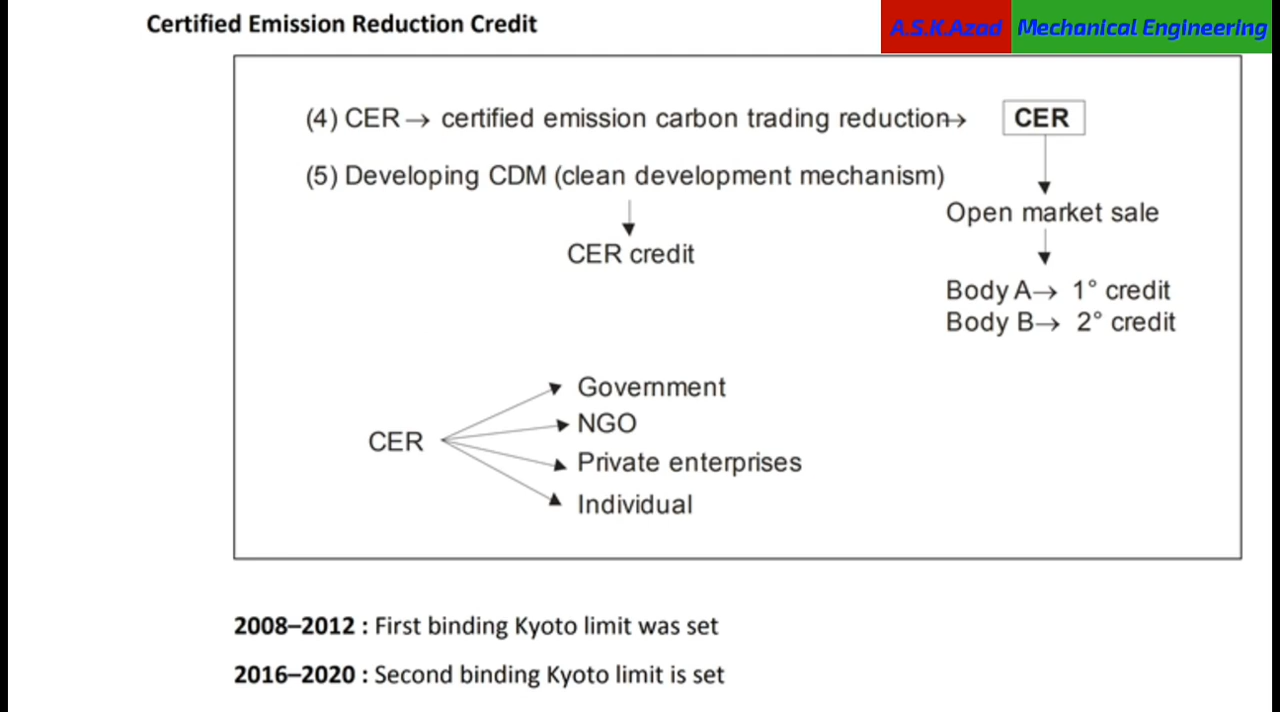 Certified Emission Reduction Credit
A.S.K.Azad Mechanical Engineering
(4) CER→ certified emission carbon trading reduction→ CER
(5) Developing CDM (clean development mechanism)
Open market sale
CER credit
Body A→ 1° credit
Body B→ 2° credit
Government
NGO
CER
Private enterprises
Individual
2008–2012 : First binding Kyoto limit was set
2016–2020 : Second binding Kyoto limit is set